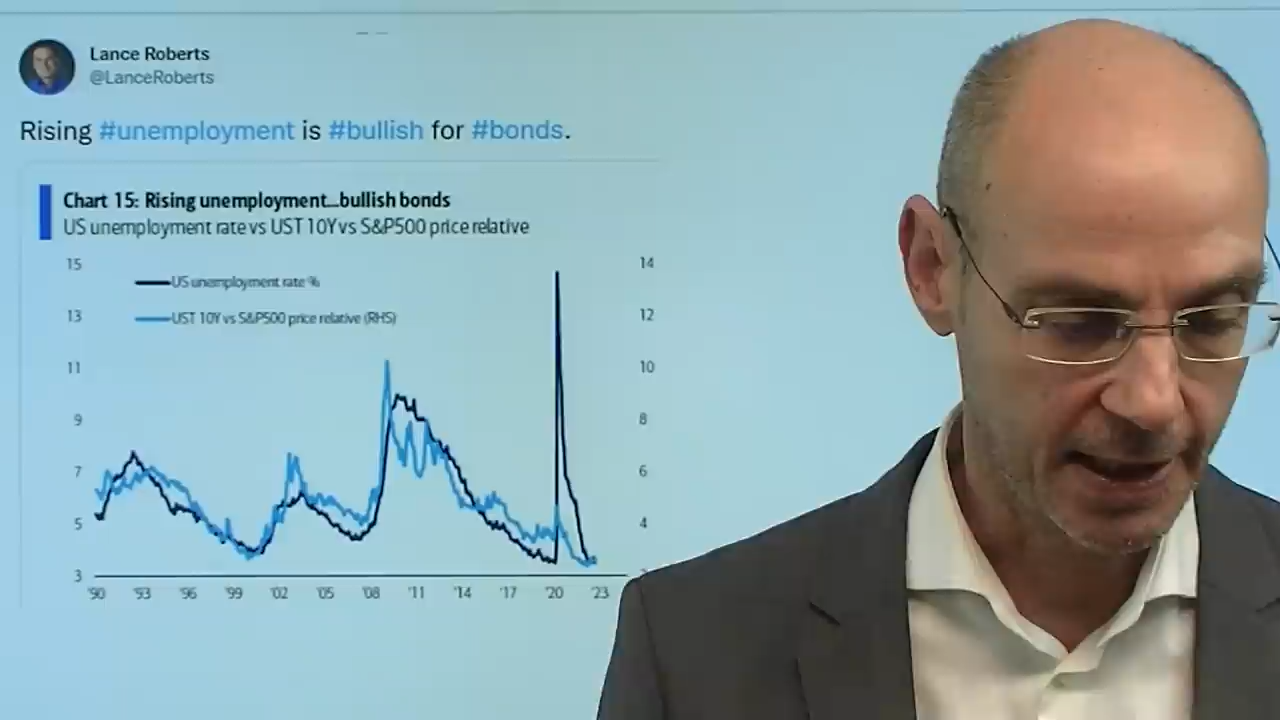 Lance Roberts
@LanceRoberts
Rising #unemployment is #bullish for #bonds.
Chart 15: Rising unemployment...bullish bonds
US unemployment rate vs UST 10Y vs S&P500 price relative
15 14
US unemployment rate %
13 12
UST 10Y vs S&P500 price relative (RHS)
11 10
9 8
7 6
5 4
3
'90 '93 '96 '99 '02 '05 '08 '11 '14 '17 '20 '23